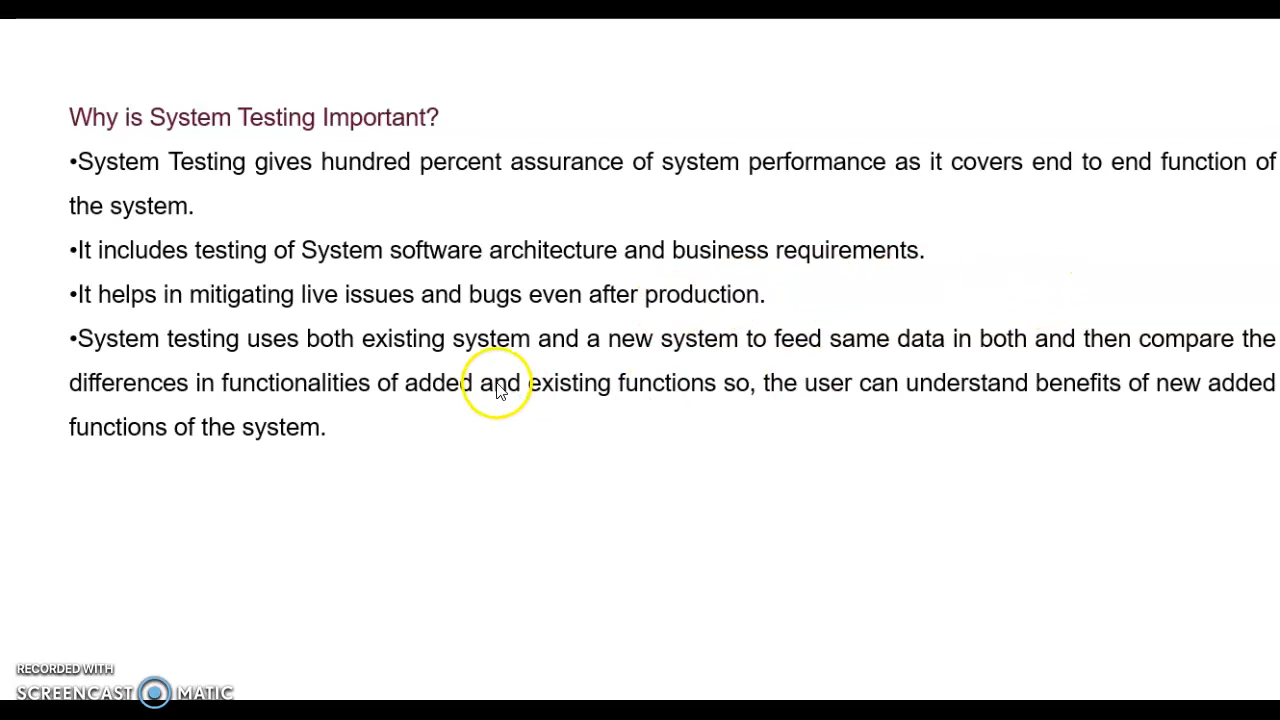 Why is System Testing Important?
•System Testing gives hundred percent assurance of system performance as it covers end to end function of
the system.
•It includes testing of System software architecture and business requirements.
•It helps in mitigating live issues and bugs even after production.
•System testing uses both existing system and a new system to feed same data in both and then compare the
differences in functionalities of added and existing functions so, the user can understand benefits of new added
functions of the system.
RECORDED WITH
SCREENCAST MATIC